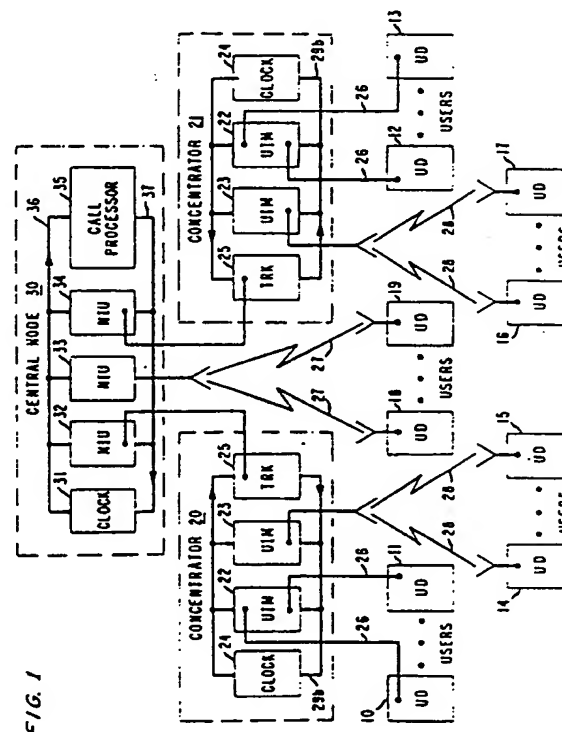 FIG. 1
CENTRAL NODE 30
36
31
32
33
34
35
CLOCK
NIU
NIU
NIU
CALL
PROCESSOR
37
CONCENTRATOR 20
24
22
23
25
CLOCK
UIM
UIM
TRK
29b
CONCENTRATOR 21
25
23
22
24
TRK
UIM
UIM
CLOCK
29b
26
26
28
28
27
27
28
28
26
26
10
UD
USERS
11
UD
18
UD
USERS
19
UD
12
UD
USERS
13
UD
14
UD
USERS
15
UD
16
UD
USERS
17
UD